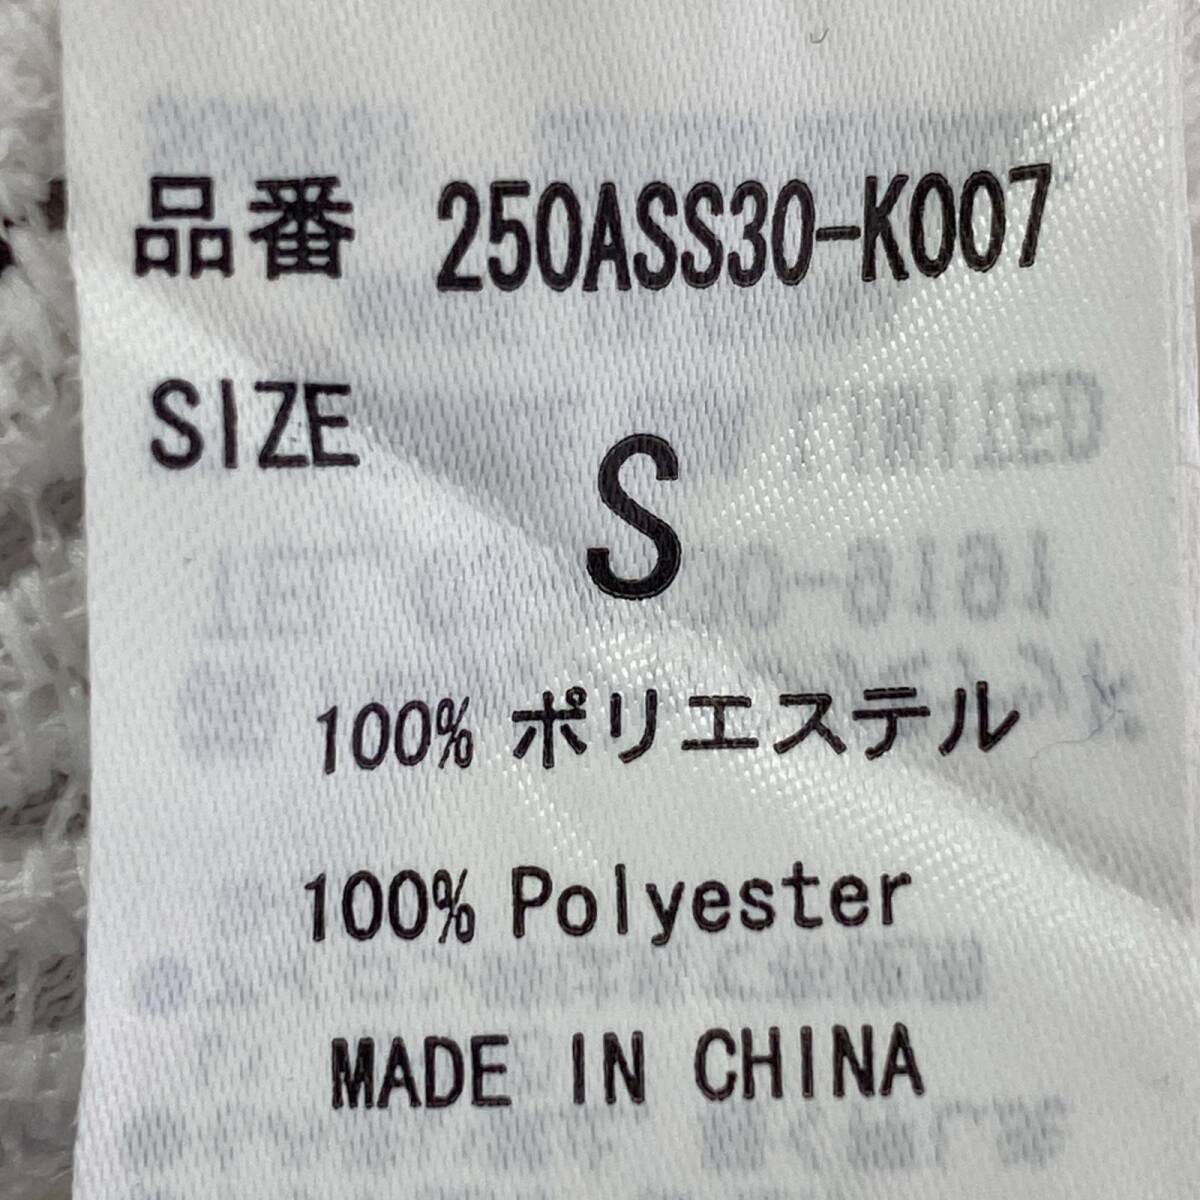 品番 250ASS30-K007
SIZE
S
100% ポリエステル
100% Polyester
MADE IN CHINA